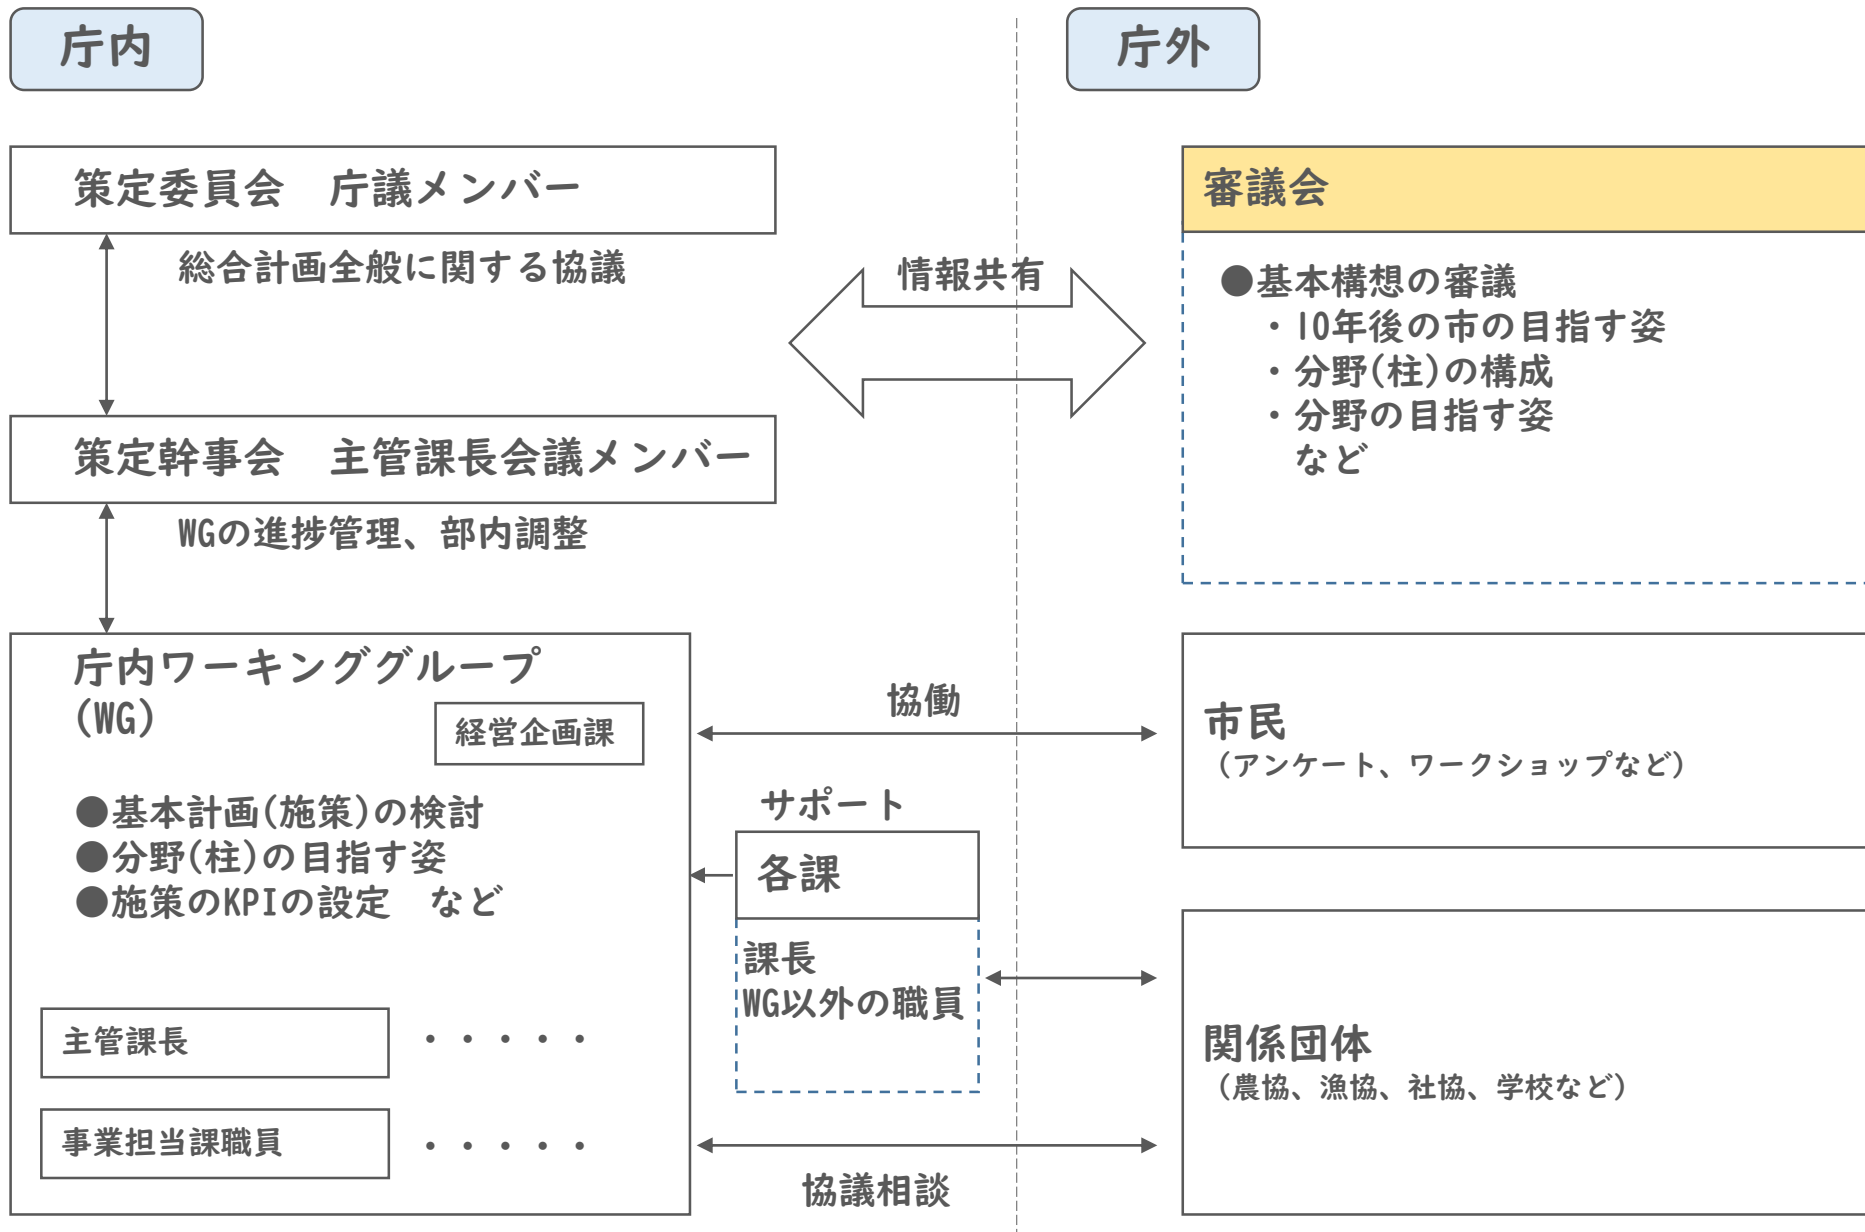 庁内
庁外
策定委員会　庁議メンバー
総合計画全般に関する協議
策定幹事会　主管課長会議メンバー
WGの進捗管理、部内調整
情報共有
審議会
●基本構想の審議
・10年後の市の目指す姿
・分野(柱)の構成
・分野の目指す姿
など
庁内ワーキンググループ
(WG)
経営企画課
●基本計画(施策)の検討
●分野(柱)の目指す姿
●施策のKPIの設定　など
主管課長
・・・・・
事業担当課職員
・・・・・
協働
サポート
各課
課長
WG以外の職員
協議相談
市民
(アンケート、ワークショップなど)
関係団体
(農協、漁協、社協、学校など)